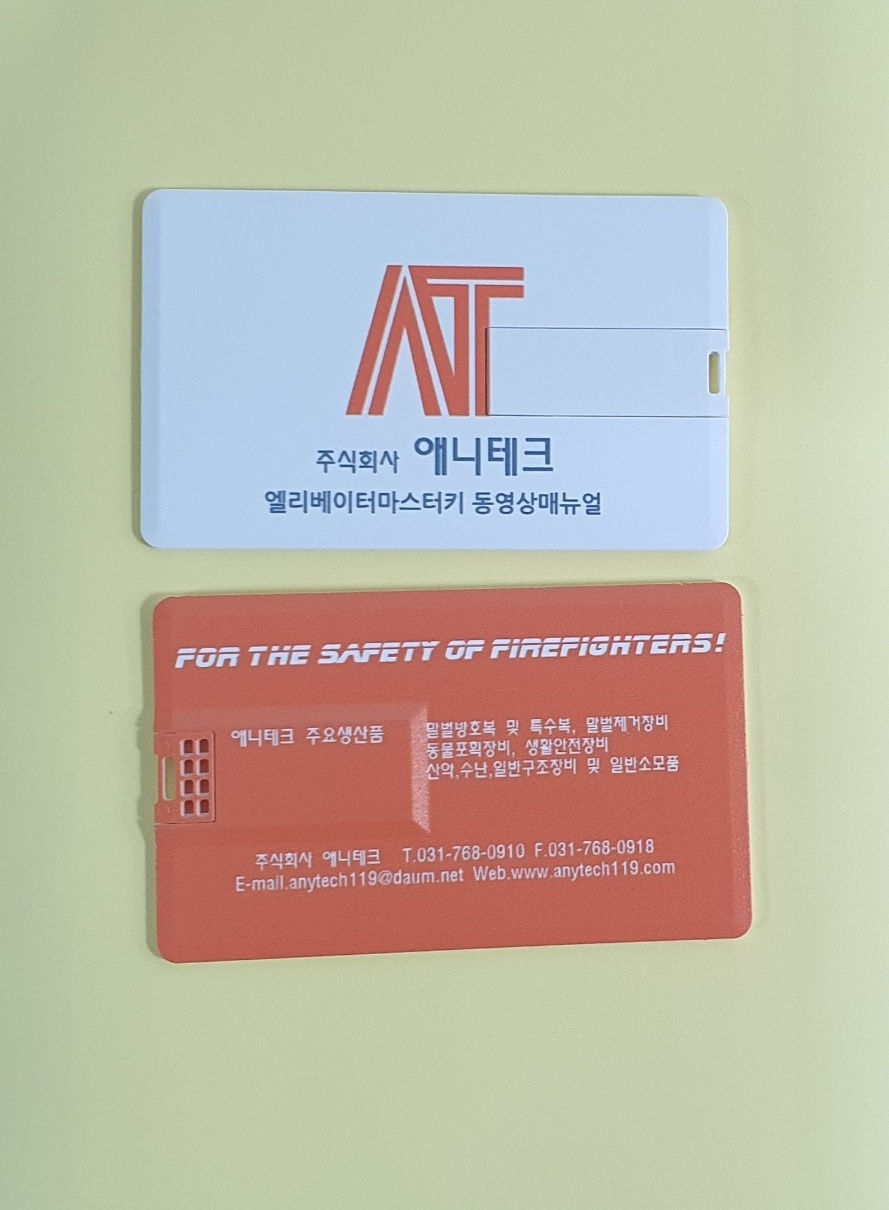 AT
주식회사 애니테크
엘리베이터마스터키 동영상매뉴얼
FOR THE SAFETY OF FIREFIGHTERS!
애니테크 주요생산품
말벌방호복 및 특수복, 말벌제거장비
동물포획장비, 생활안전장비
산악,수난,일반구조장비 및 일반소모품
주식회사 애니테크 T.031-768-0910 F.031-768-0918
E-mail.anytech119@daum.net Web.www.anytech119.com